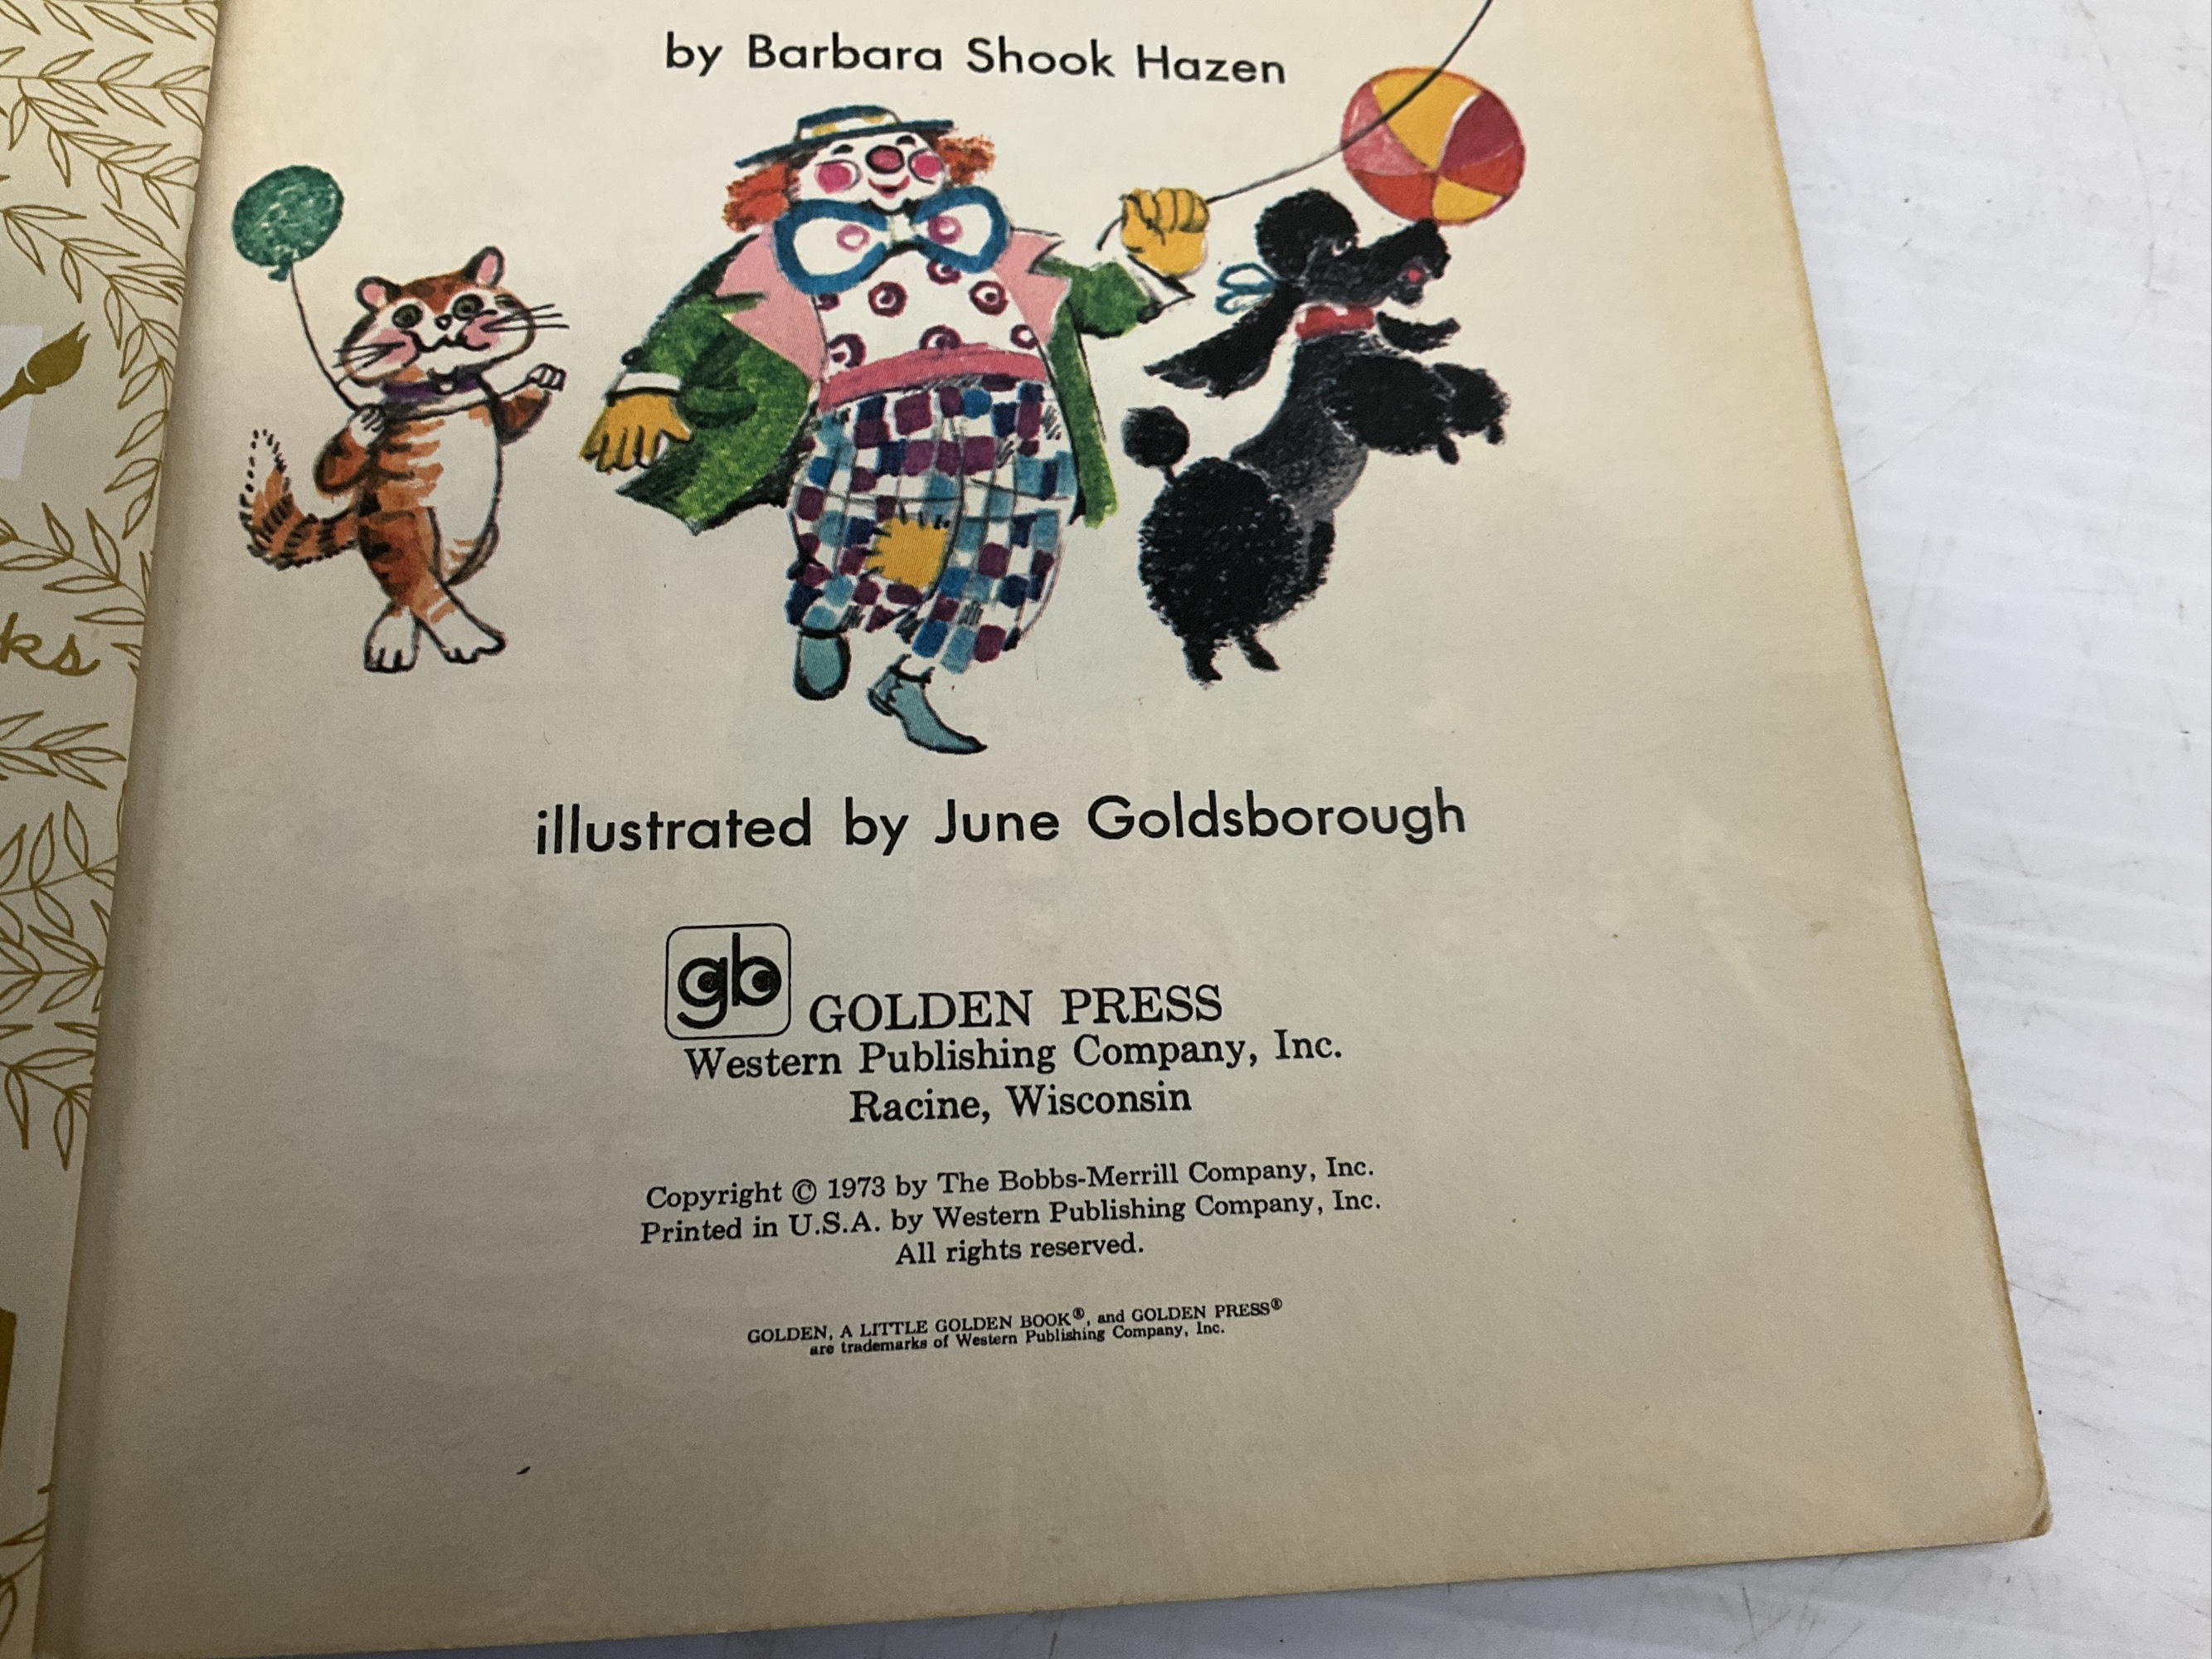 by Barbara Shook Hazen
ks
illustrated by June Goldsborough
gb GOLDEN PRESS
Western Publishing Company, Inc.
Racine, Wisconsin
Copyright © 1973 by The Bobbs-Merrill Company, Inc.
Printed in U.S.A. by Western Publishing Company, Inc.
All rights reserved.
GOLDEN, A LITTLE GOLDEN BOOK®, and GOLDEN PRESS®
are trademarks of Western Publishing Company, Inc.